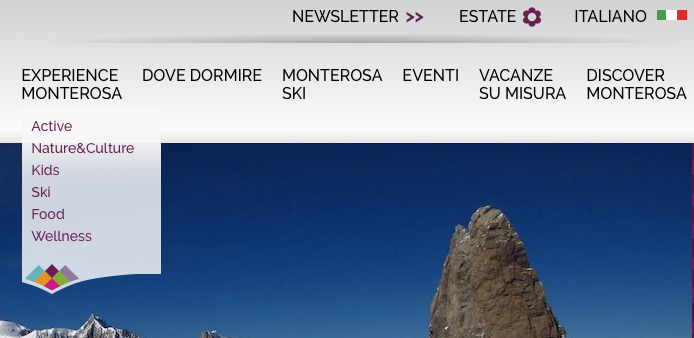 NEWSLETTER >> ESTATE ITALIANO
EXPERIENCE MONTEROSA
DOVE DORMIRE
MONTEROSA SKI
EVENTI
VACANZE SU MISURA
DISCOVER MONTEROSA
Active
Nature&Culture
Kids
Ski
Food
Wellness